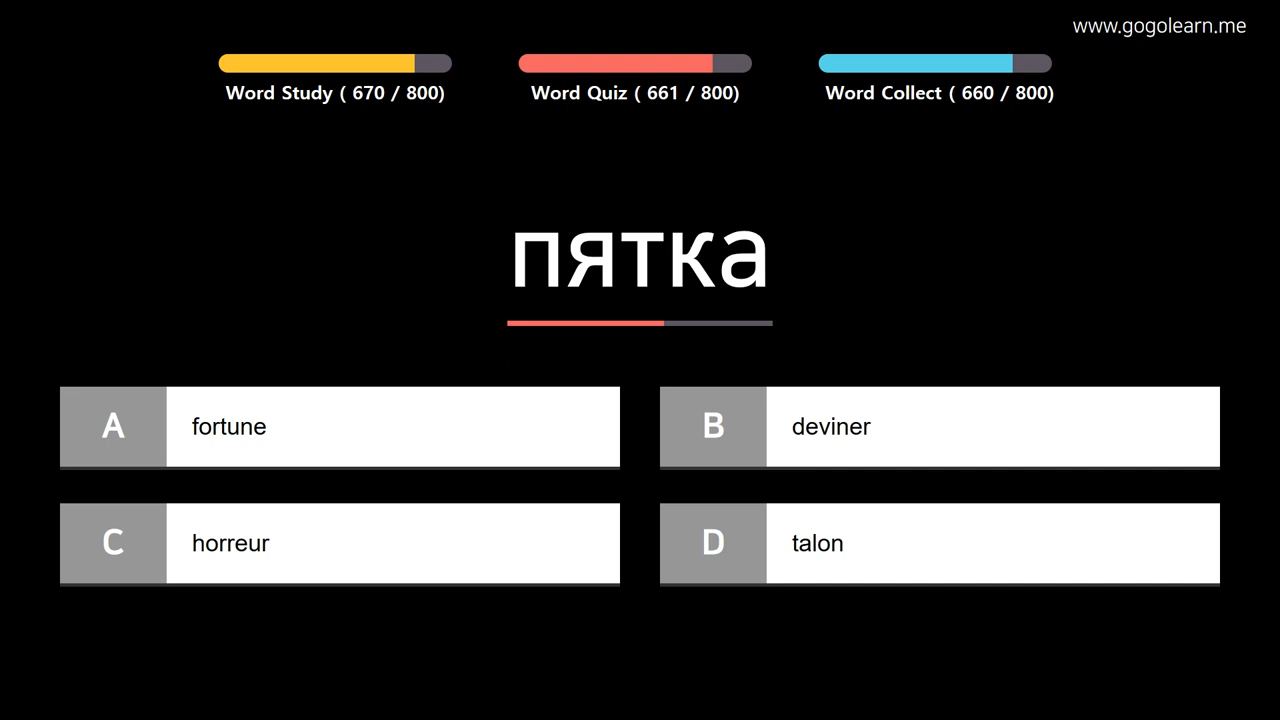 www.gogolearn.me
Word Study ( 670 / 800)
Word Quiz ( 661 / 800)
Word Collect ( 660 / 800)
пятка
A fortune
B deviner
C horreur
D talon